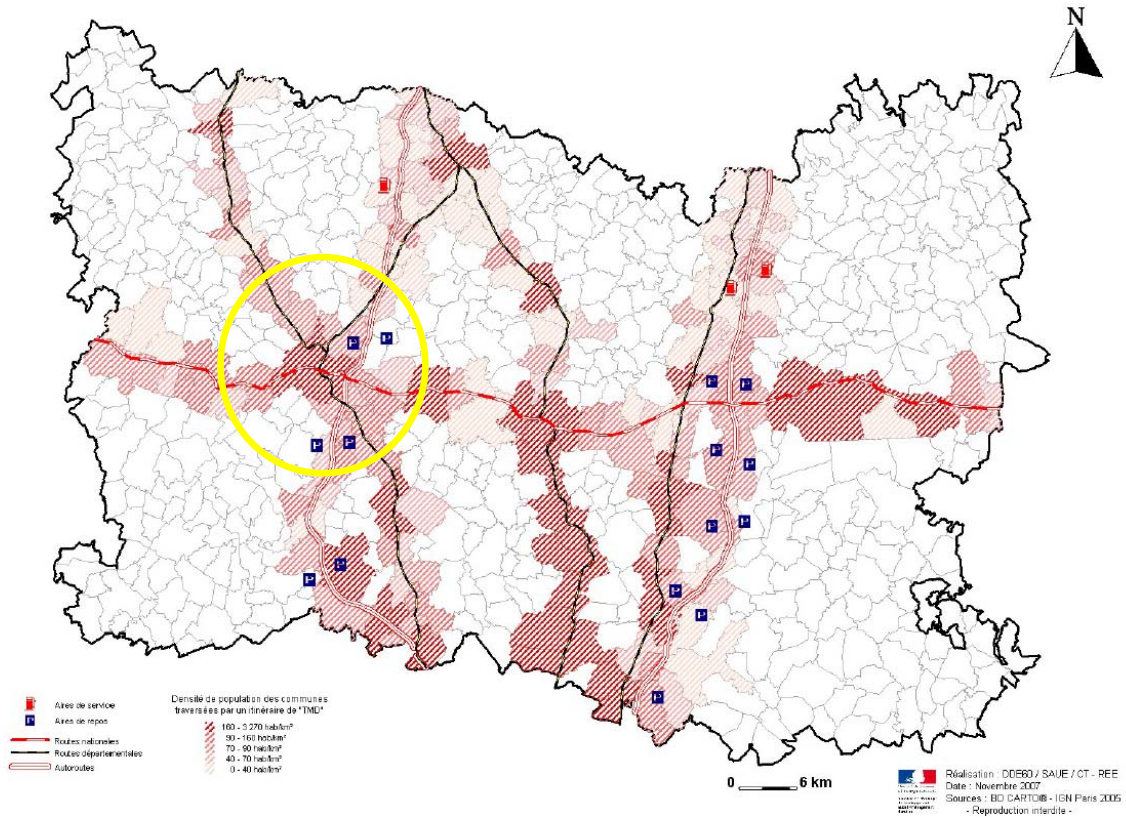 N
P P
P P
P P
P P
P P
P P
P
P
P
Aires de service
P Aires de repos
Routes nationales
Routes départementales
Autoroutes
Densité de population des communes
traversées par un itinéraire de "TMD"
160 - 3 270 hab/km²
90 - 160 hab/km²
70 - 90 hab/km²
40 - 70 hab/km²
0 - 40 hab/km²
0 6 km
Réalisation : DDE60 / SAUE / CT - REE
Date : Novembre 2007
Sources : BD CARTO® - IGN Paris 2005
- Reproduction interdite -